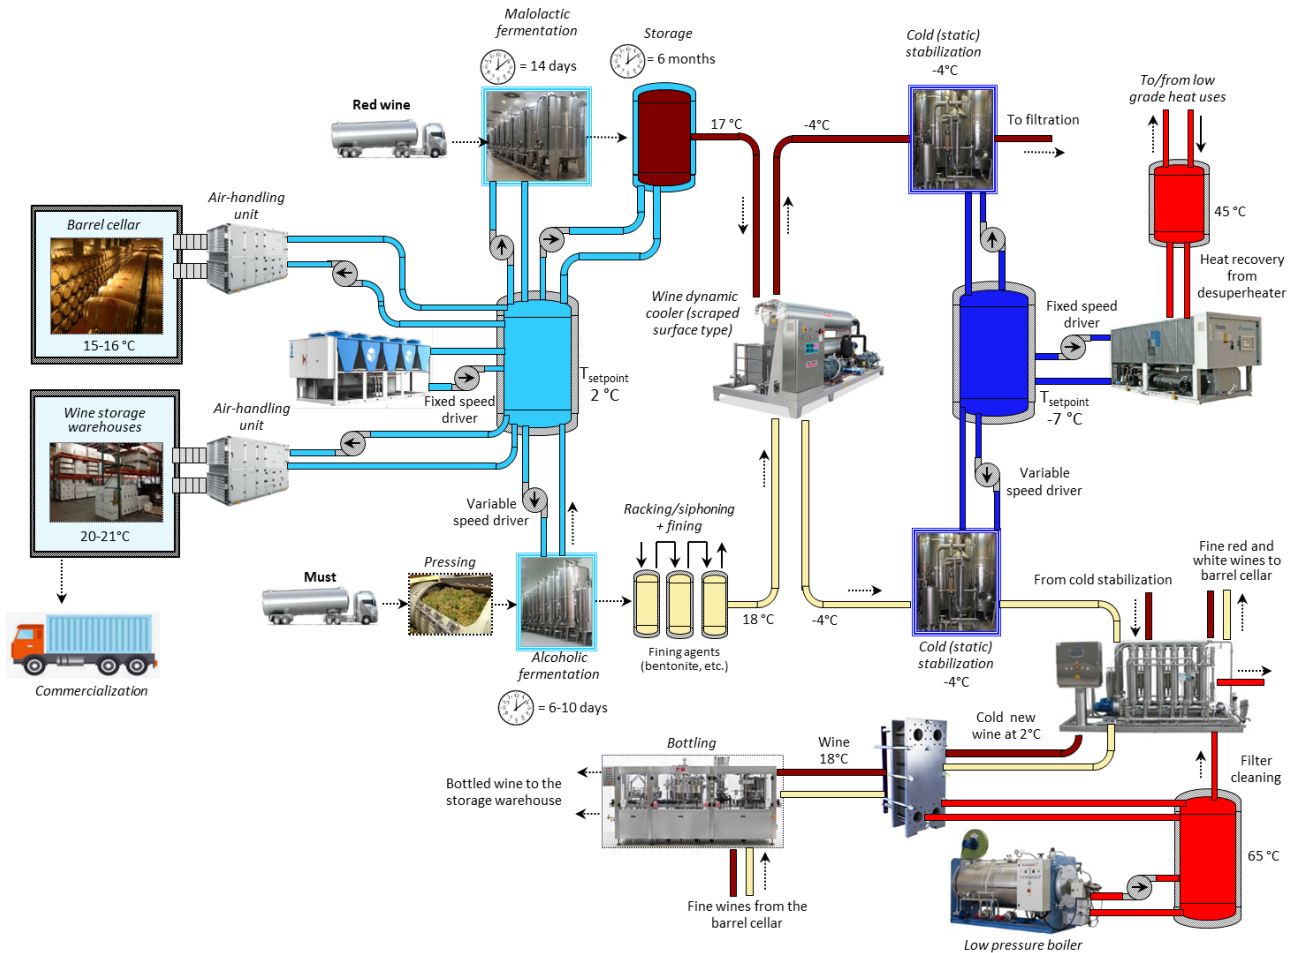 Malolactic
fermentation
= 14 days
Storage
= 6 months
Cold (static)
stabilization
-4°C
To/from low
grade heat uses
Red wine
17 °C
-4°C
To filtration
Air-handling
unit
Barrel cellar
15-16 °C
45 °C
Heat recovery
from
desuperheater
Wine dynamic
cooler (scraped
surface type)
Fixed speed
driver
Tsetpoint
2 °C
Fixed speed
driver
Tsetpoint
-7 °C
Wine storage
warehouses
20-21°C
Air-handling
unit
Variable
speed driver
Variable
speed driver
Racking/siphoning
+ fining
Pressing
Must
18 °C
-4°C
From cold stabilization
Fine red and
white wines to
barrel cellar
Fining agents
(bentonite, etc.)
Alcoholic
fermentation
= 6-10 days
Cold (static)
stabilization
-4°C
Commercialization
Cold new
wine at 2°C
Wine
18°C
Bottling
Filter
cleaning
Bottled wine to the
storage warehouse
65 °C
Fine wines from the
barrel cellar
Low pressure boiler